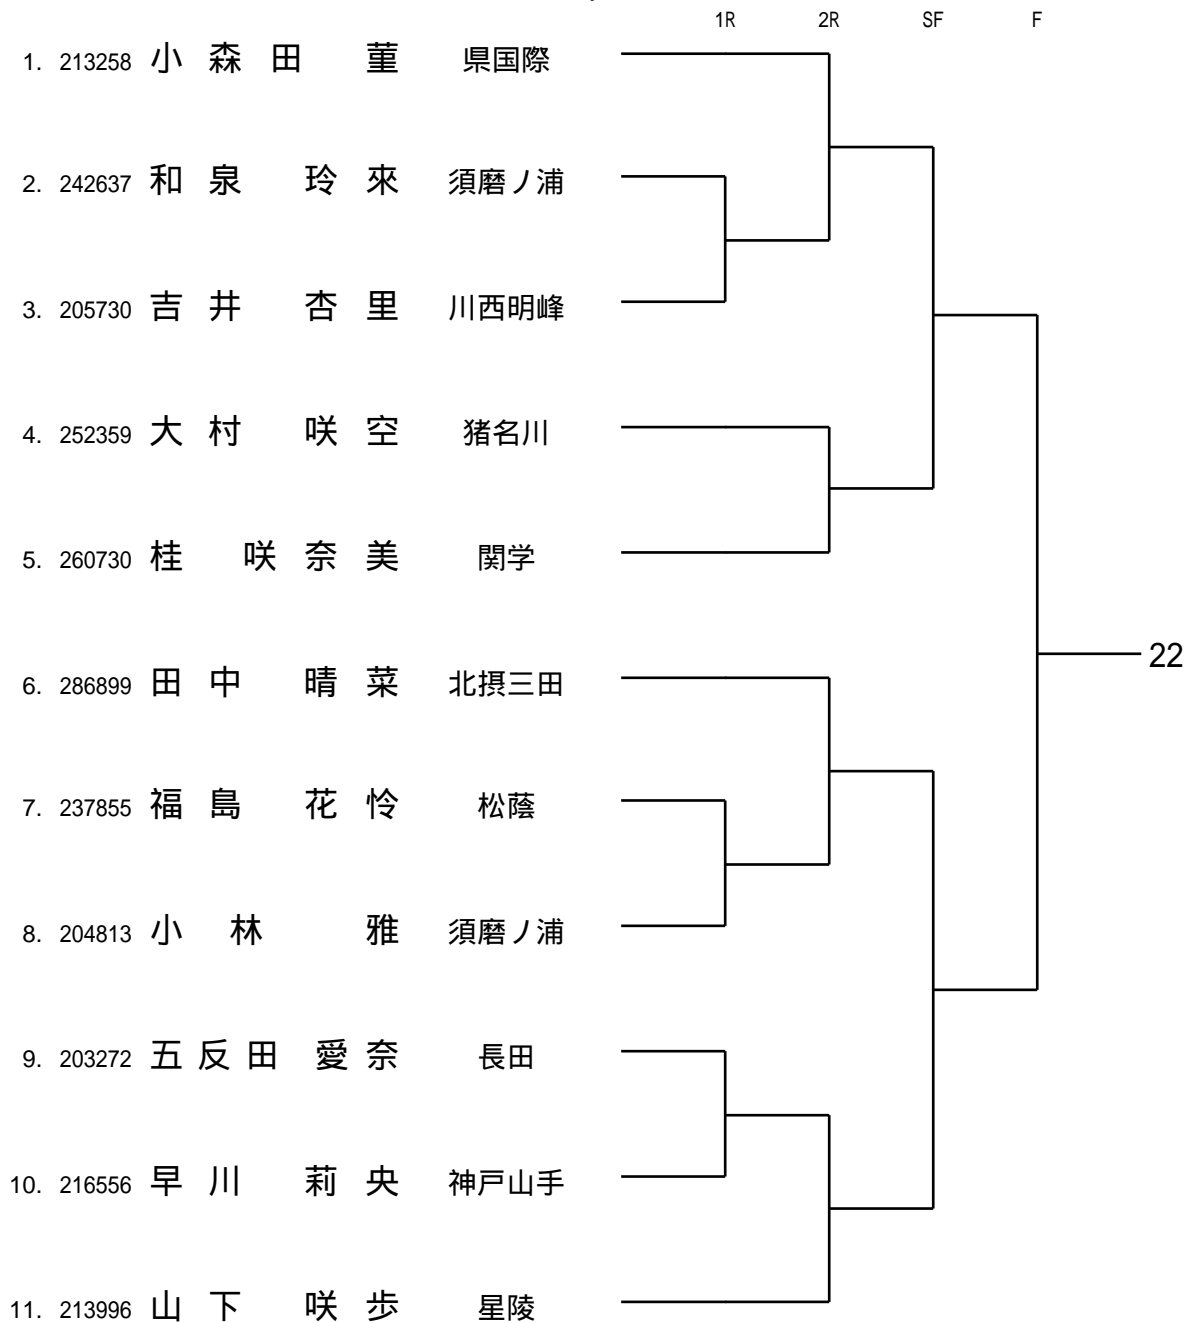 1R 2R SF F
1. 213258 小森田 菫 県国際
2. 242637 和泉 玲來 須磨ノ浦
3. 205730 吉井 杏里 川西明峰
4. 252359 大村 咲空 猪名川
5. 260730 桂 咲奈美 関学
6. 286899 田中 晴菜 北摂三田
22
7. 237855 福島 花怜 松蔭
8. 204813 小林 雅 須磨ノ浦
9. 203272 五反田 愛奈 長田
10. 216556 早川 莉央 神戸山手
11. 213996 山下 咲歩 星陵